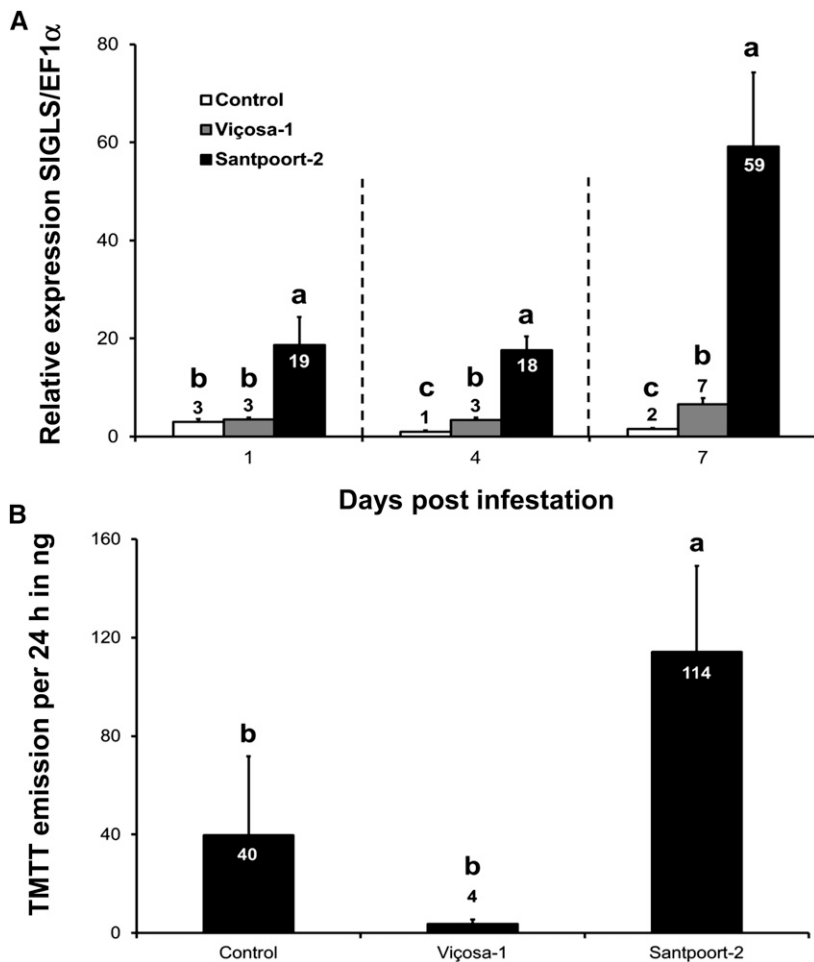 A
Relative expression SlGLS/EF1α
80
60
40
20
0
Control
Viçosa-1
Santpoort-2
b
b
a
3
3
19
c
b
a
1
3
18
c
b
a
2
7
59
1
4
7
Days post infestation
B
TMTT emission per 24 h in ng
160
120
80
40
0
b
b
a
40
4
114
Control
Viçosa-1
Santpoort-2